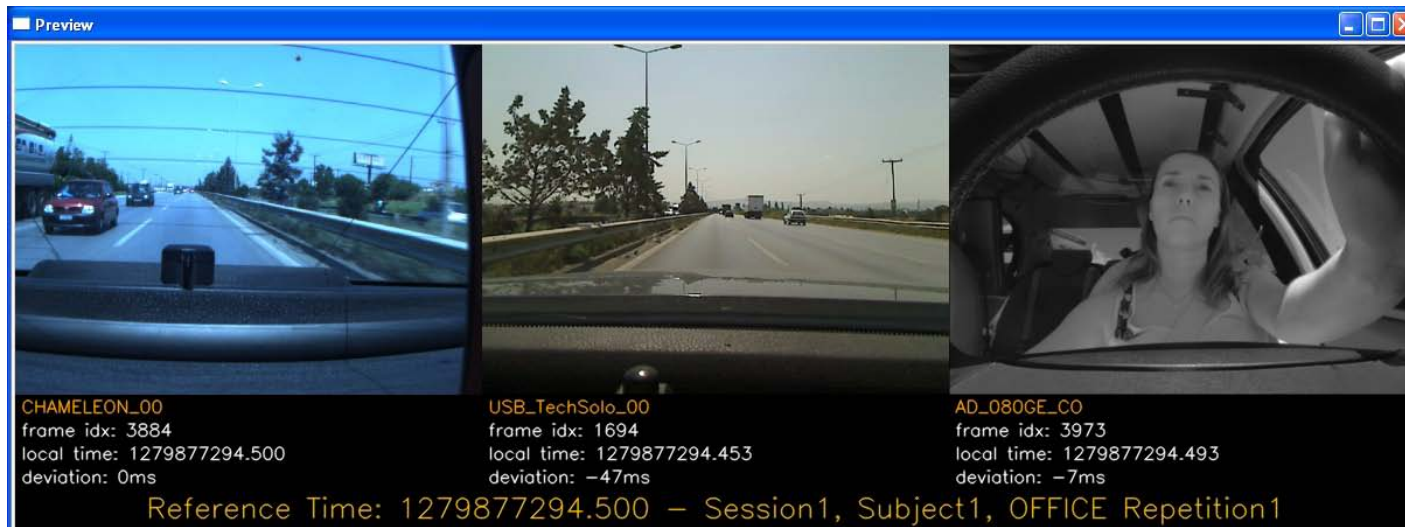 Preview
CHAMELEON_00
frame idx: 3884
local time: 1279877294.500
deviation: 0ms
USB_TechSolo_00
frame idx: 1694
local time: 1279877294.453
deviation: -47ms
AD_080GE_CO
frame idx: 3973
local time: 1279877294.493
deviation: -7ms
Reference Time: 1279877294.500 - Session1, Subject1, OFFICE Repetition1